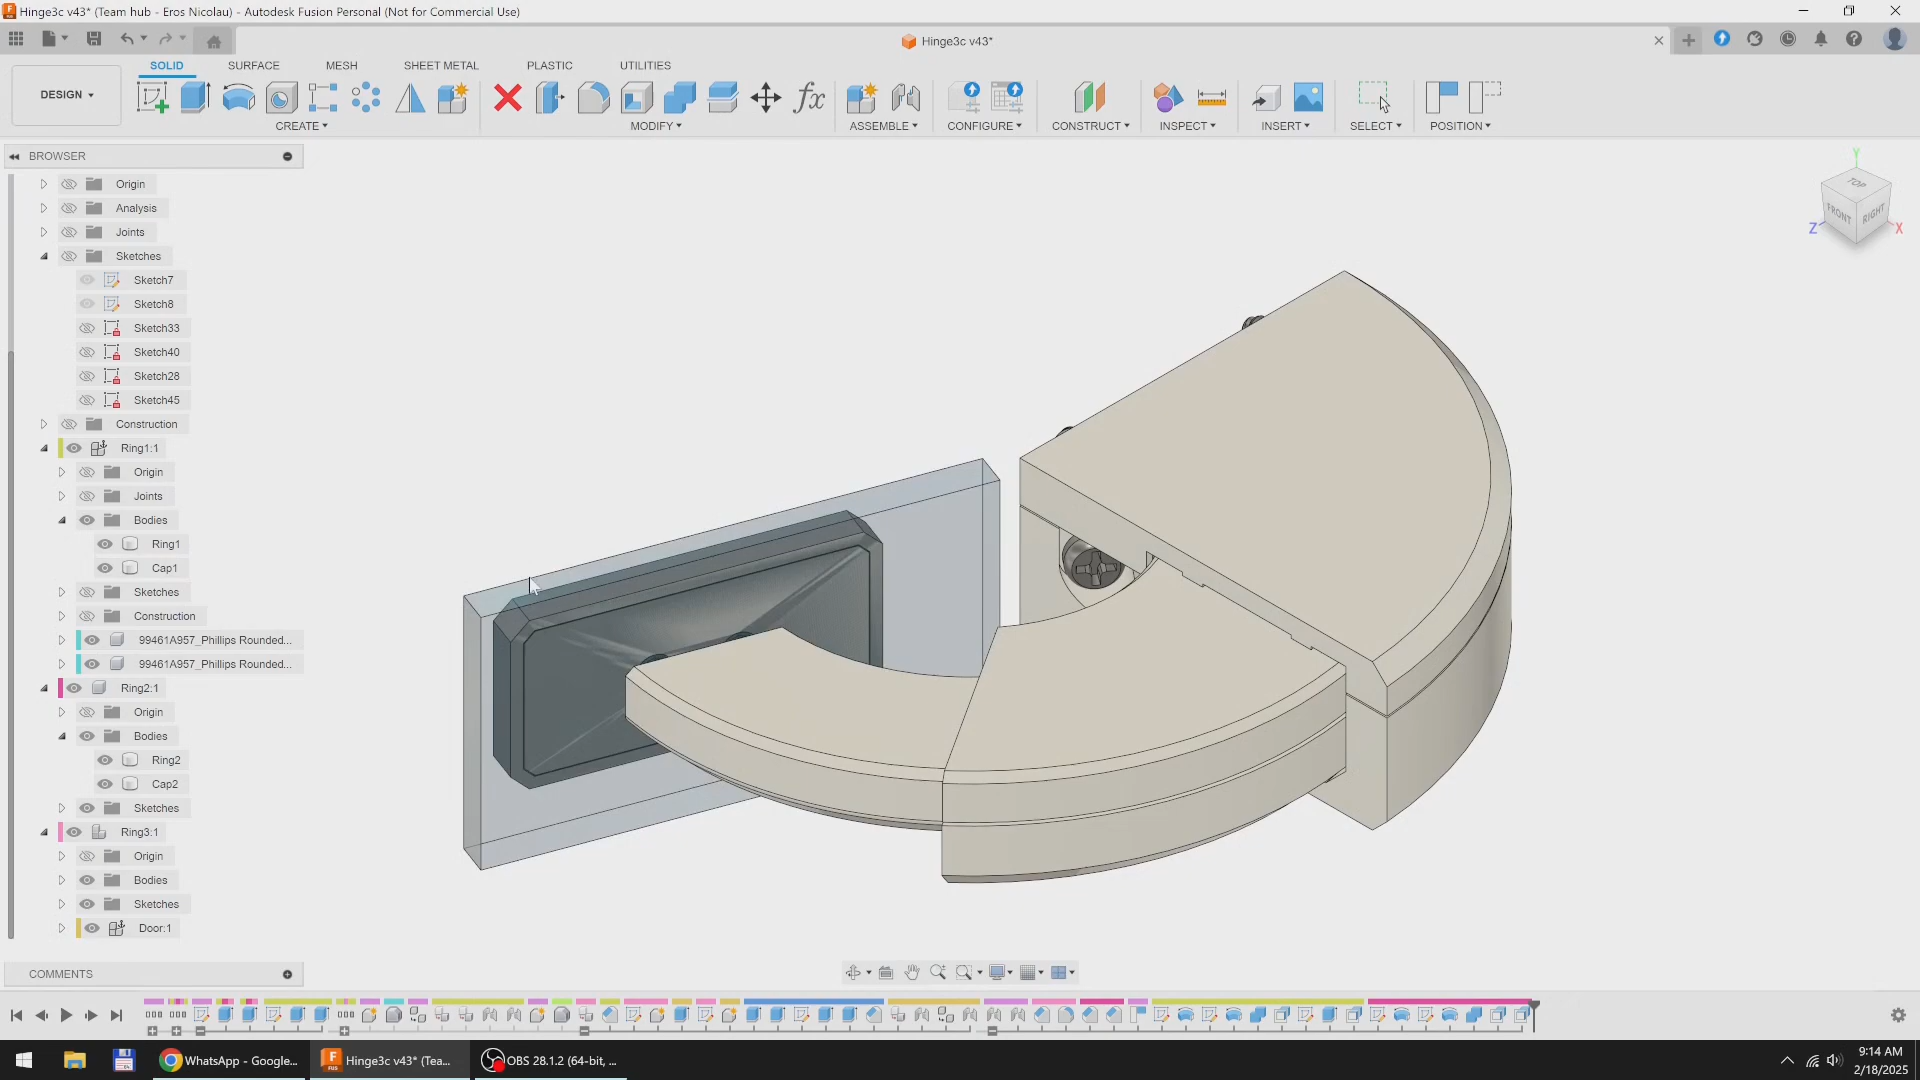 Hinge3c v43* (Team hub - Eros Nicolau) - Autodesk Fusion Personal (Not for Commercial Use)
Hinge3c v43*
SOLID
SURFACE
MESH
SHEET METAL
PLASTIC
UTILITIES
DESIGN
CREATE
MODIFY
ASSEMBLE
CONFIGURE
CONSTRUCT
INSPECT
INSERT
SELECT
POSITION
BROWSER
Origin
Analysis
Joints
Sketches
Sketch7
Sketch8
Sketch33
Sketch40
Sketch28
Sketch45
Construction
Ring1:1
Origin
Joints
Bodies
Ring1
Cap1
Sketches
Construction
99461A957_Phillips Rounded...
99461A957_Phillips Rounded...
Ring2:1
Origin
Bodies
Ring2
Cap2
Sketches
Ring3:1
Origin
Bodies
Sketches
Door:1
COMMENTS
Y
TOP
FRONT
RIGHT
Z
X
WhatsApp - Google...
Hinge3c v43* (Tea...
OBS 28.1.2 (64-bit, ...
9:14 AM
2/18/2025